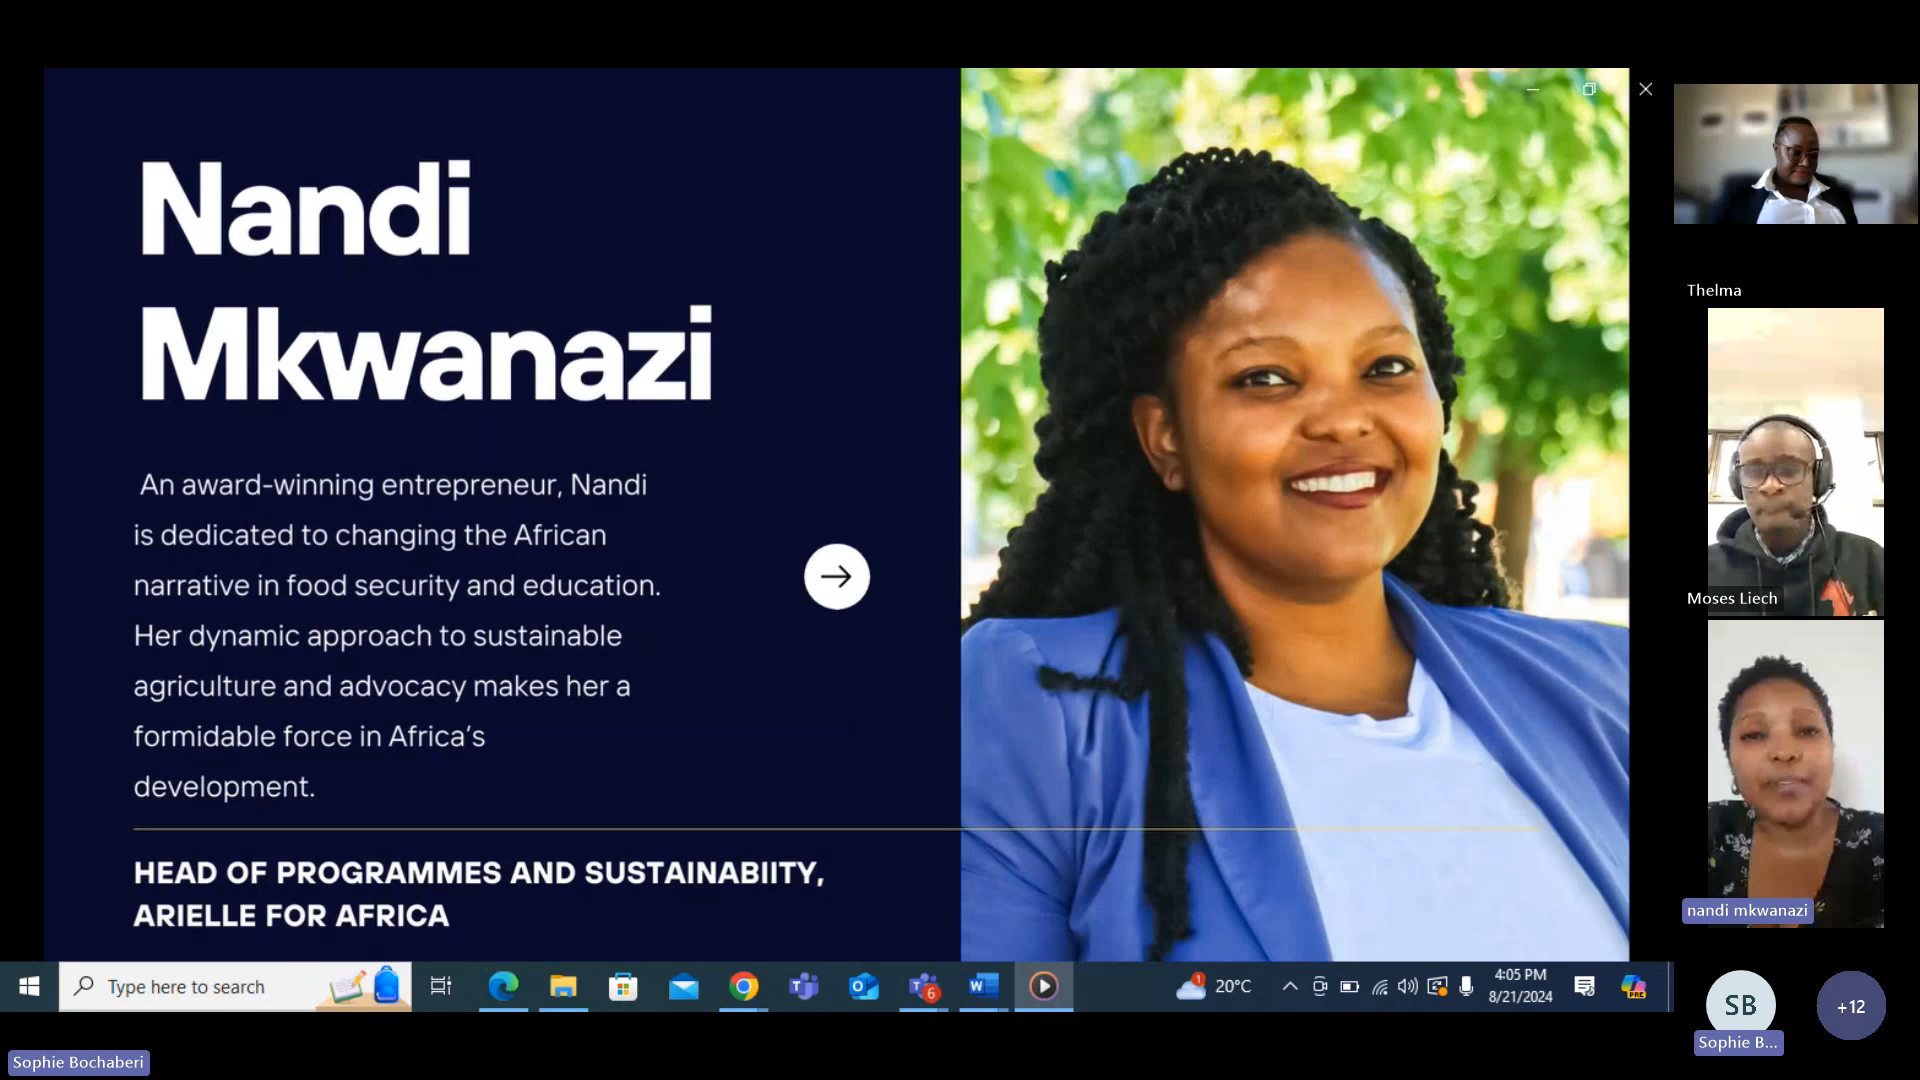 Nandi
Mkwanazi
An award-winning entrepreneur, Nandi
is dedicated to changing the African
narrative in food security and education.
Her dynamic approach to sustainable
agriculture and advocacy makes her a
formidable force in Africa's
development.
HEAD OF PROGRAMMES AND SUSTAINABIITY,
ARIELLE FOR AFRICA
Thelma
Moses Liech
nandi mkwanazi
Type here to search
6
W
1
20°C
4:05 PM
8/21/2024
PRE
SB
Sophie B...
+12
Sophie Bochaberi